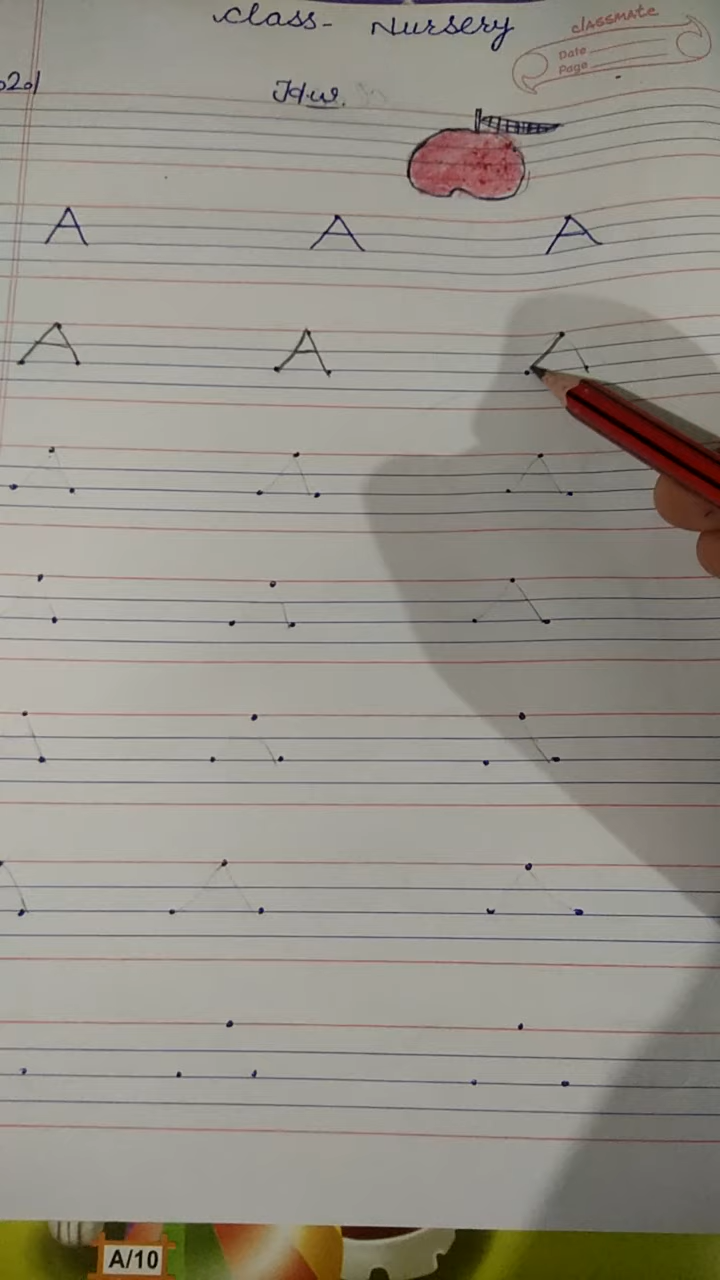 Class- Nursery
classmate
Date
Page
H.w.
A A A
A A
A/10